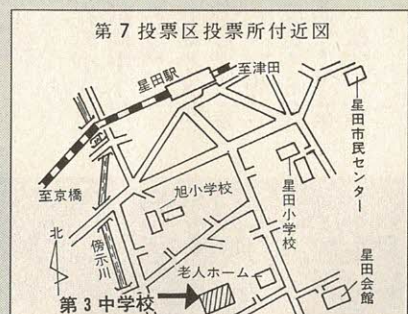 第7投票区投票所付近図
星田駅
至津田
星田市民センター
至京橋
旭小学校
星田小学校
北
傍示川
老人ホーム
星田会館
第3中学校